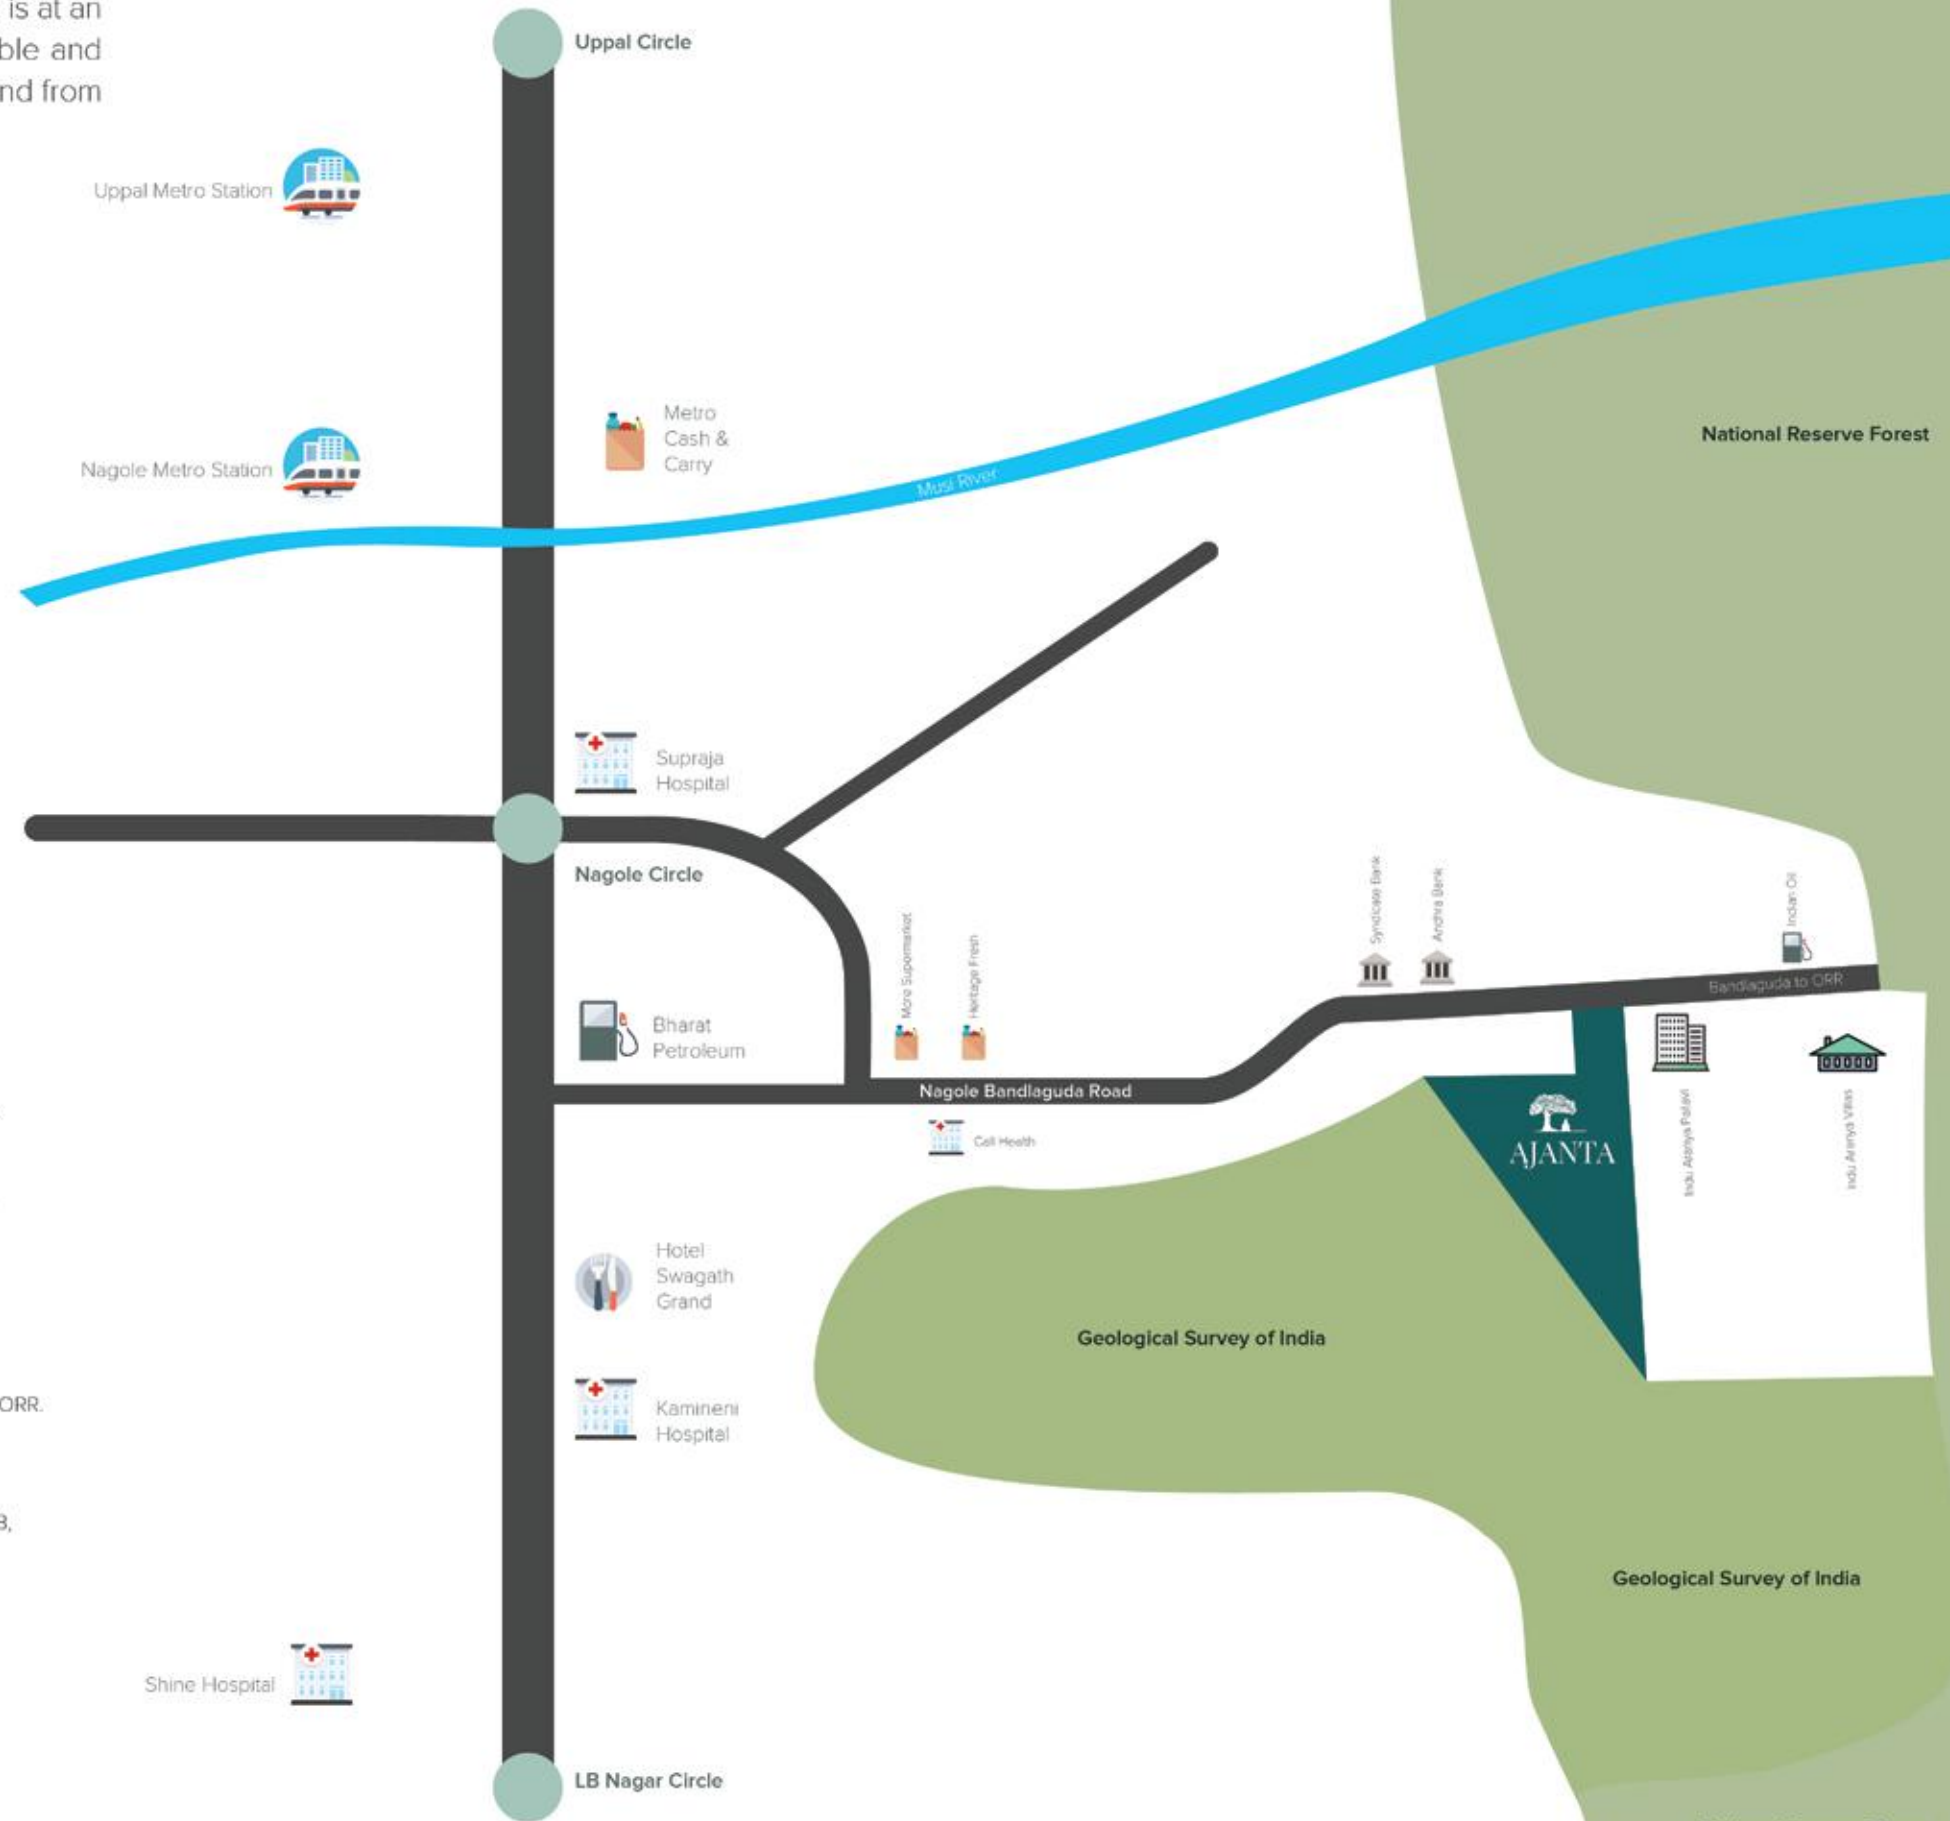 is at an
ble and
nd from
Uppal Circle
Uppal Metro Station
Metro
Cash &
Carry
National Reserve Forest
Nagole Metro Station
Musi River
Supraja
Hospital
Nagole Circle
Syndicate Bank
Andhra Bank
Indian Oil
More Supermarket
Heritage Fresh
Bandlaguda to ORR
Bharat
Petroleum
Nagole Bandlaguda Road
Call Health
AJANTA
Indu Aranya Pallavi
Indu Aranya Villas
Hotel
Swagath
Grand
Geological Survey of India
ORR.
Kamineni
Hospital
Geological Survey of India
Shine Hospital
LB Nagar Circle